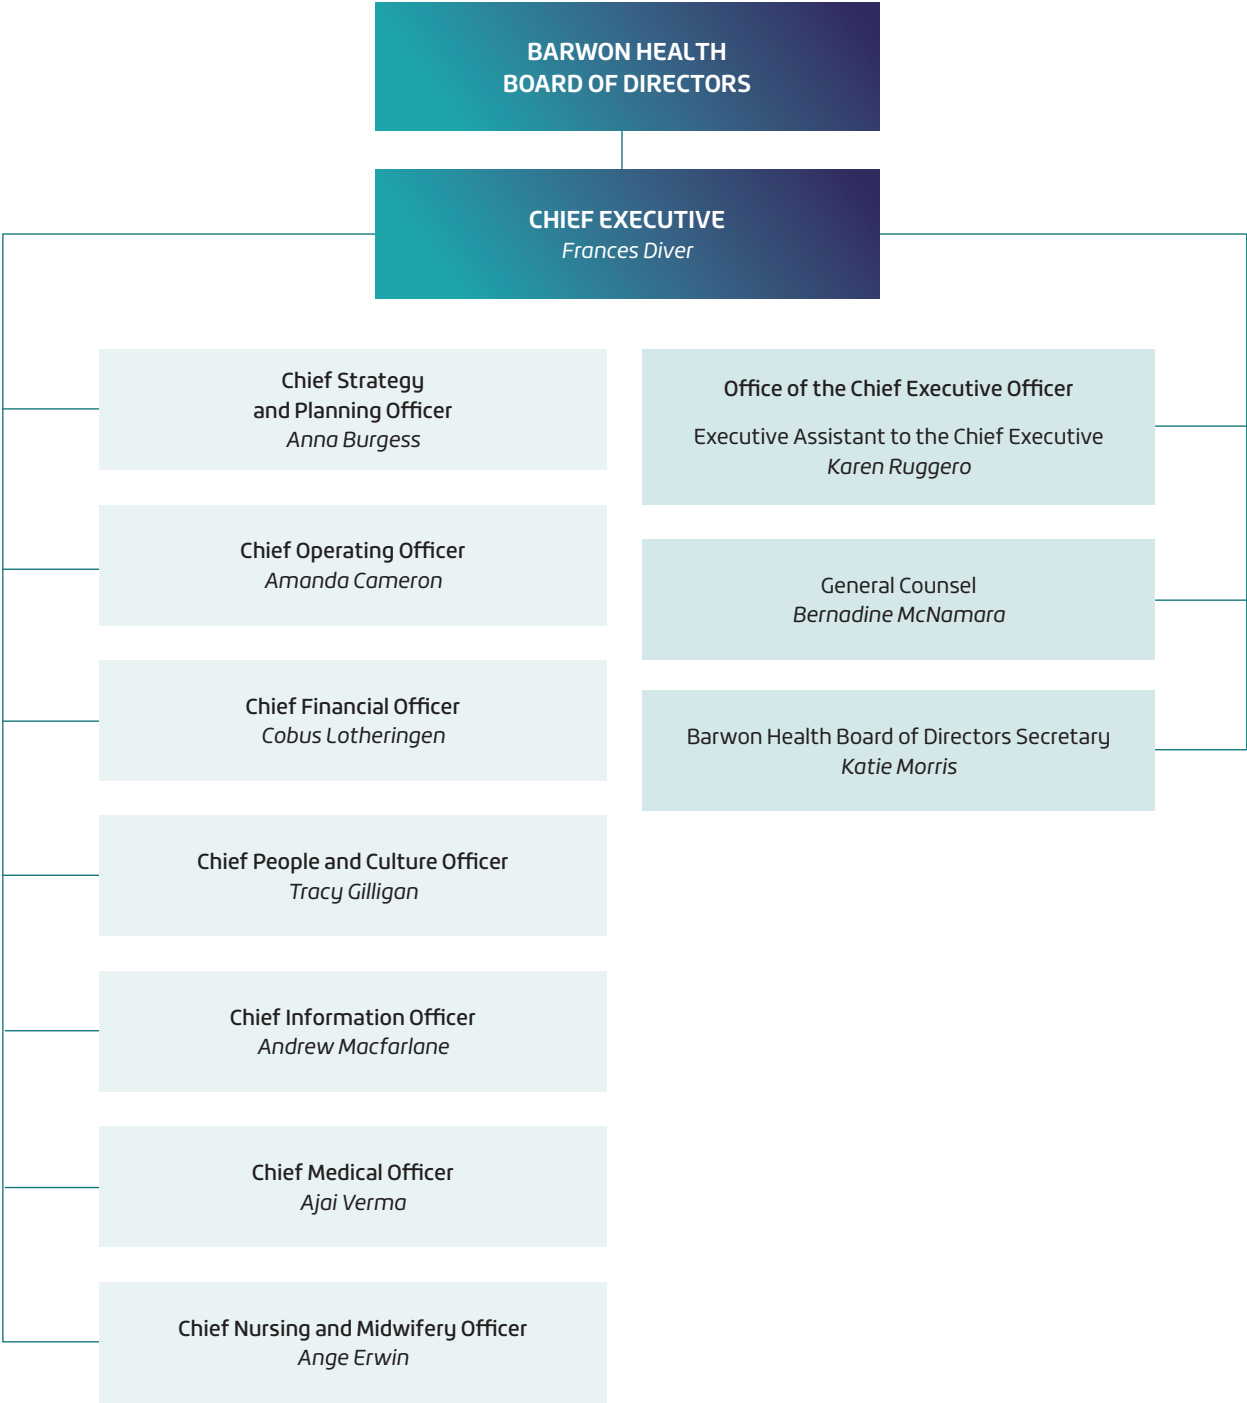 BARWON HEALTH
BOARD OF DIRECTORS
CHIEF EXECUTIVE
Frances Diver
Chief Strategy
and Planning Officer
Anna Burgess
Chief Operating Officer
Amanda Cameron
Chief Financial Officer
Cobus Lotheringen
Chief People and Culture Officer
Tracy Gilligan
Chief Information Officer
Andrew Macfarlane
Chief Medical Officer
Ajai Verma
Chief Nursing and Midwifery Officer
Ange Erwin
Office of the Chief Executive Officer
Executive Assistant to the Chief Executive
Karen Ruggero
General Counsel
Bernadine McNamara
Barwon Health Board of Directors Secretary
Katie Morris